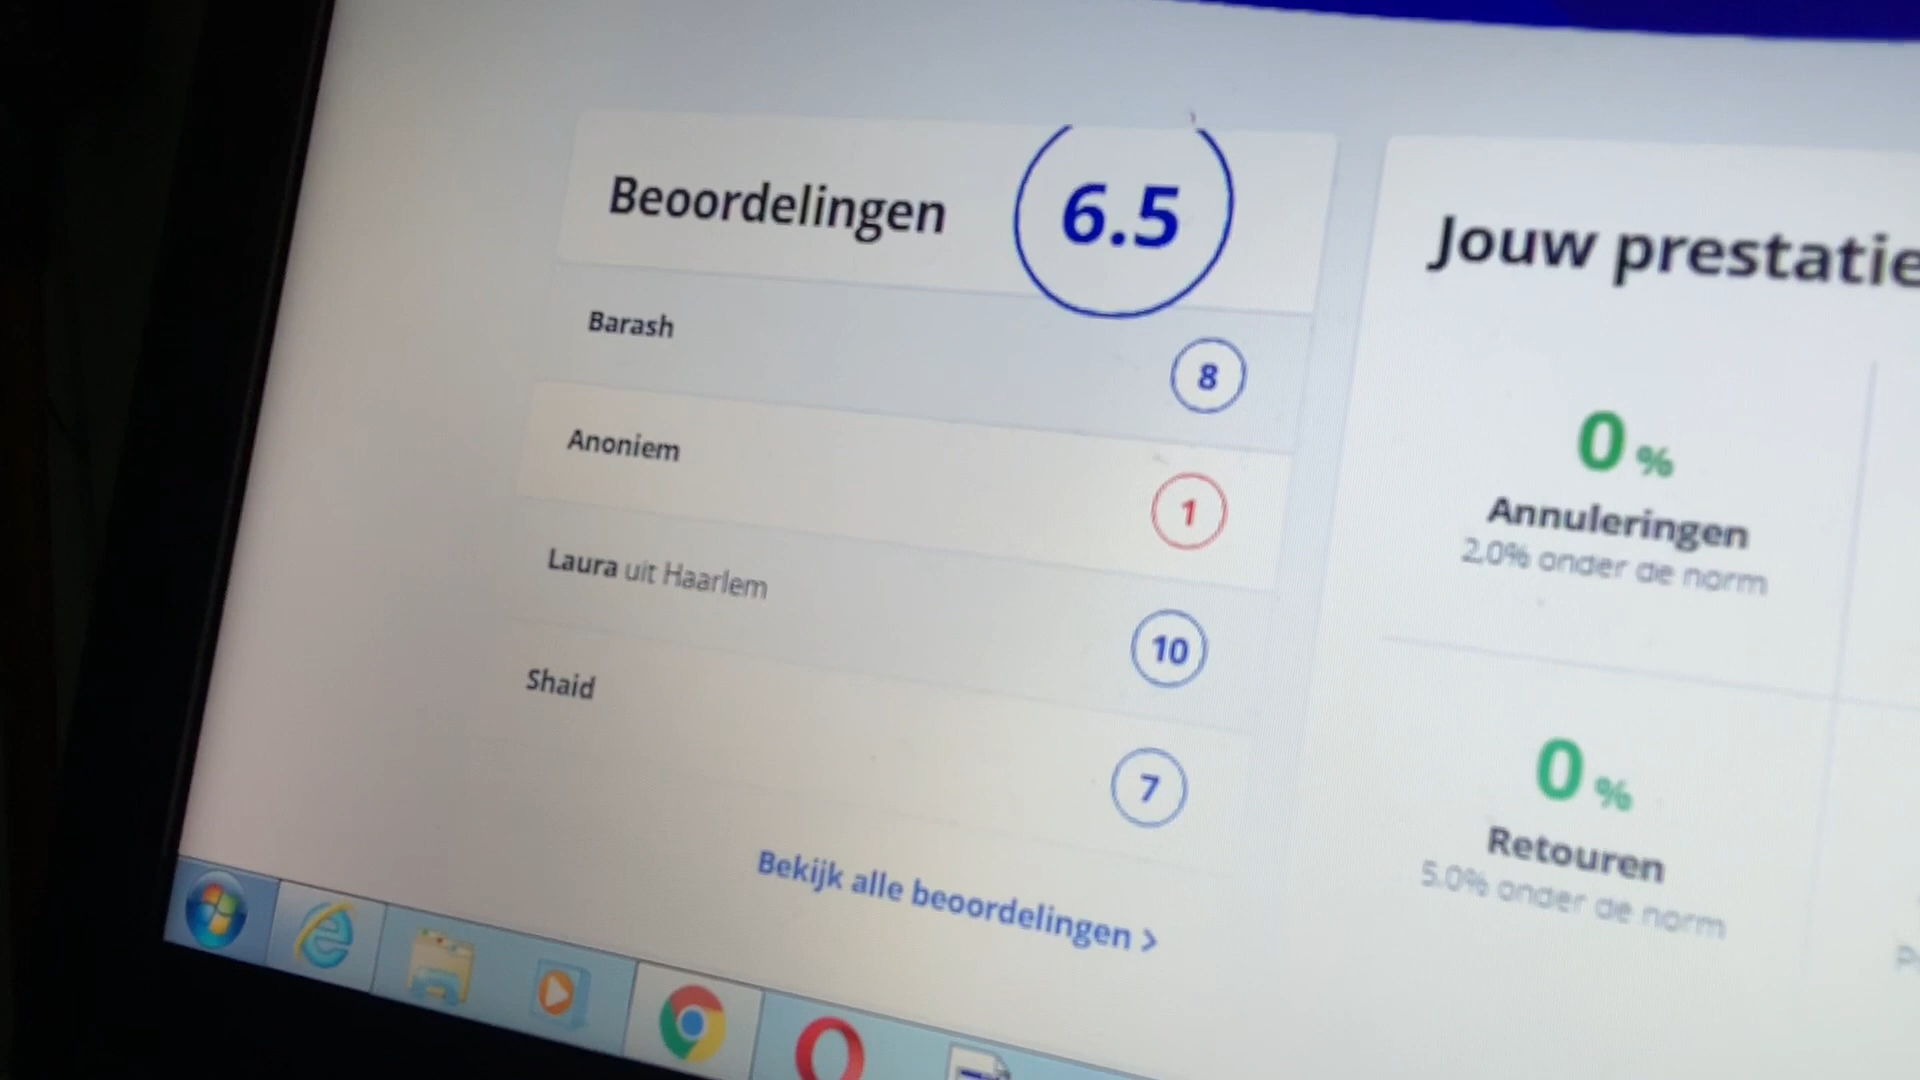 Beoordelingen
6.5
Barash
8
Anoniem
1
Laura uit Haarlem
10
Shaid
7
Bekijk alle beoordelingen >
Jouw prestatie
0 %
Annuleringen
2.0% onder de norm
0 %
Retouren
5.0% onder de norm